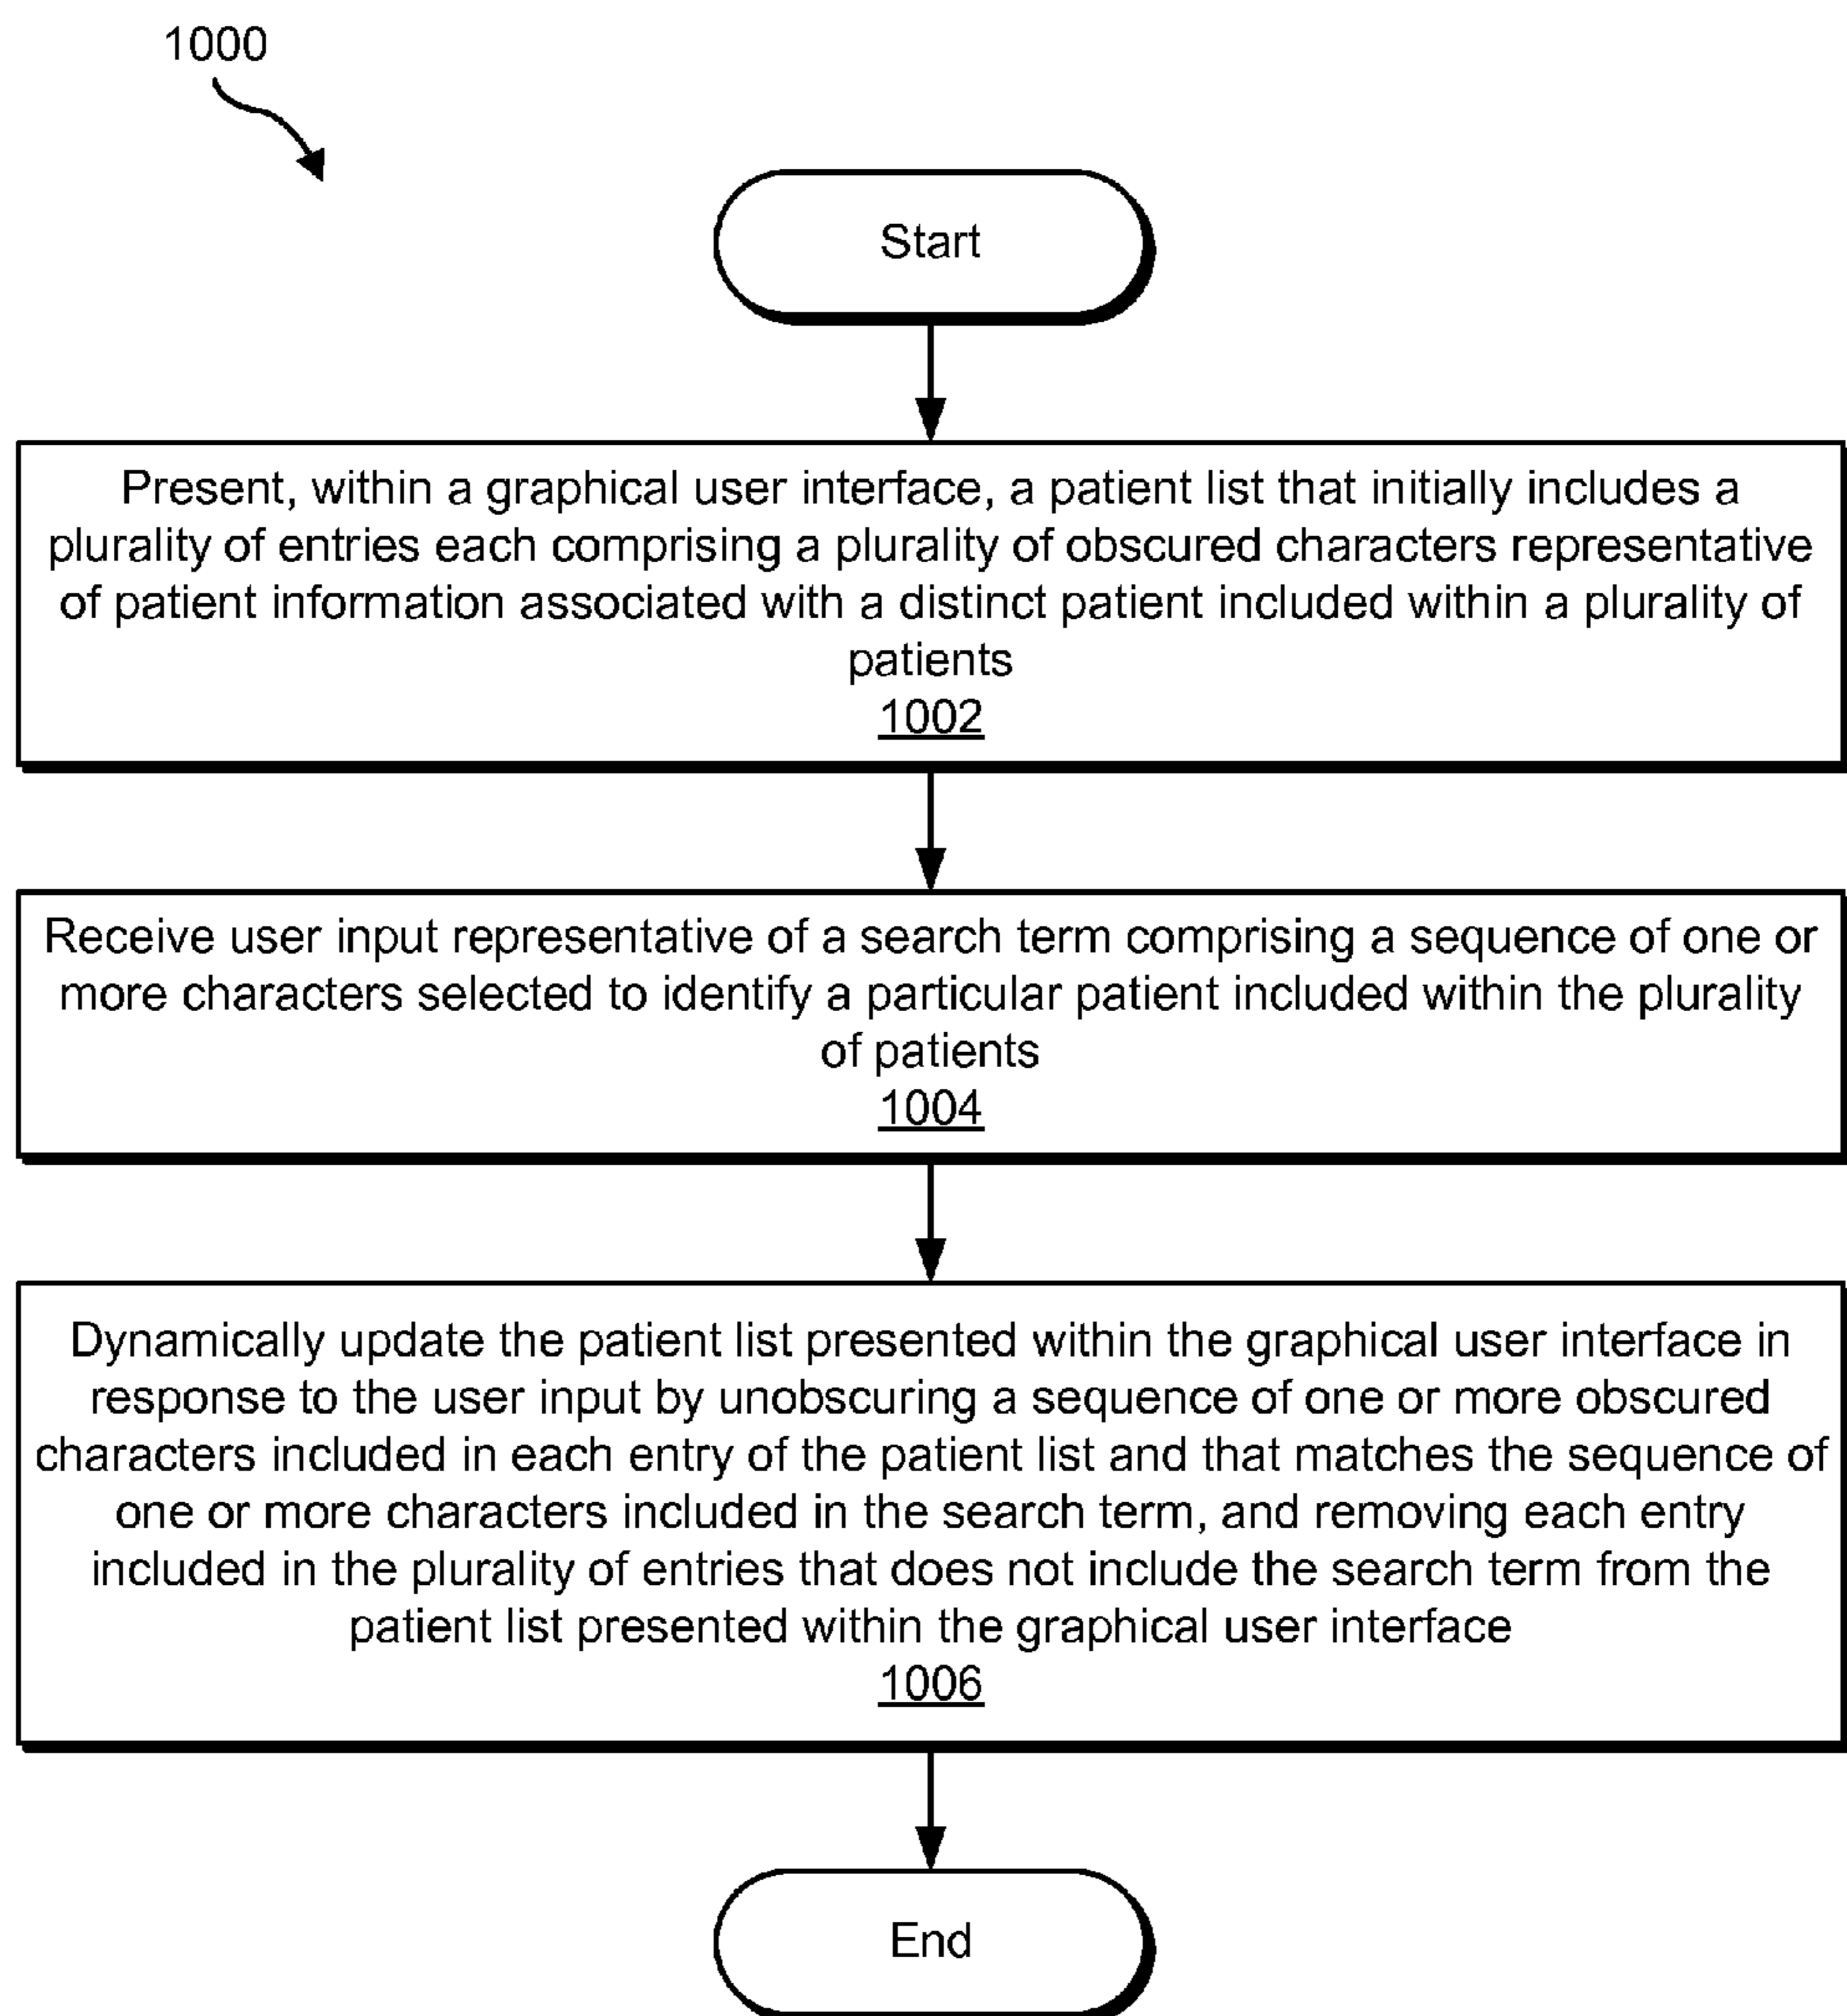 1000
Start
Present, within a graphical user interface, a patient list that initially includes a
plurality of entries each comprising a plurality of obscured characters representative
of patient information associated with a distinct patient included within a plurality of
patients
1002
Receive user input representative of a search term comprising a sequence of one or
more characters selected to identify a particular patient included within the plurality
of patients
1004
Dynamically update the patient list presented within the graphical user interface in
response to the user input by unobscuring a sequence of one or more obscured
characters included in each entry of the patient list and that matches the sequence of
one or more characters included in the search term, and removing each entry
included in the plurality of entries that does not include the search term from the
patient list presented within the graphical user interface
1006
End